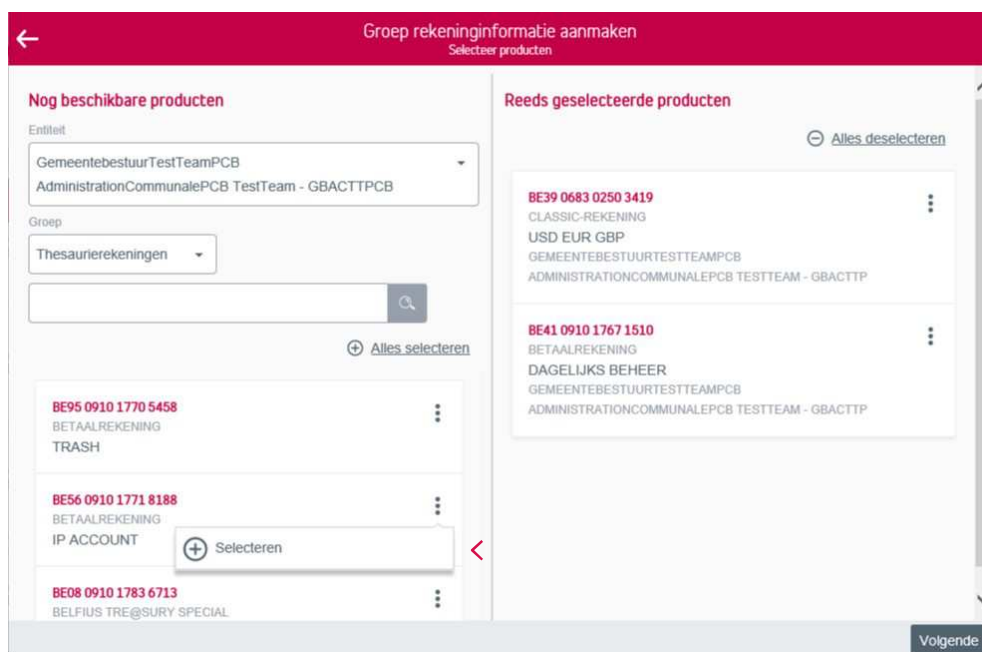 Groep rekeninginformatie aanmaken
Selecteer producten
Nog beschikbare producten
Entiteit
GemeentebestuurTestTeamPCB
AdministrationCommunalePCB TestTeam - GBACTTPCB
Groep
Thesaurierekeningen
Alles selecteren
BE95 0910 1770 5458
BETAALREKENING
TRASH
BE56 0910 1771 8188
BETAALREKENING
IP ACCOUNT
Selecteren
BE08 0910 1783 6713
BELFIUS TRE@SURY SPECIAL
Reeds geselecteerde producten
Alles deselecteren
BE39 0683 0250 3419
CLASSIC-REKENING
USD EUR GBP
GEMEENTEBESTUURTESTTEAMPCB
ADMINISTRATIONCOMMUNALEPCB TESTTEAM - GBACTTP
BE41 0910 1767 1510
BETAALREKENING
DAGELIJKS BEHEER
GEMEENTEBESTUURTESTTEAMPCB
ADMINISTRATIONCOMMUNALEPCB TESTTEAM - GBACTTP
Volgende